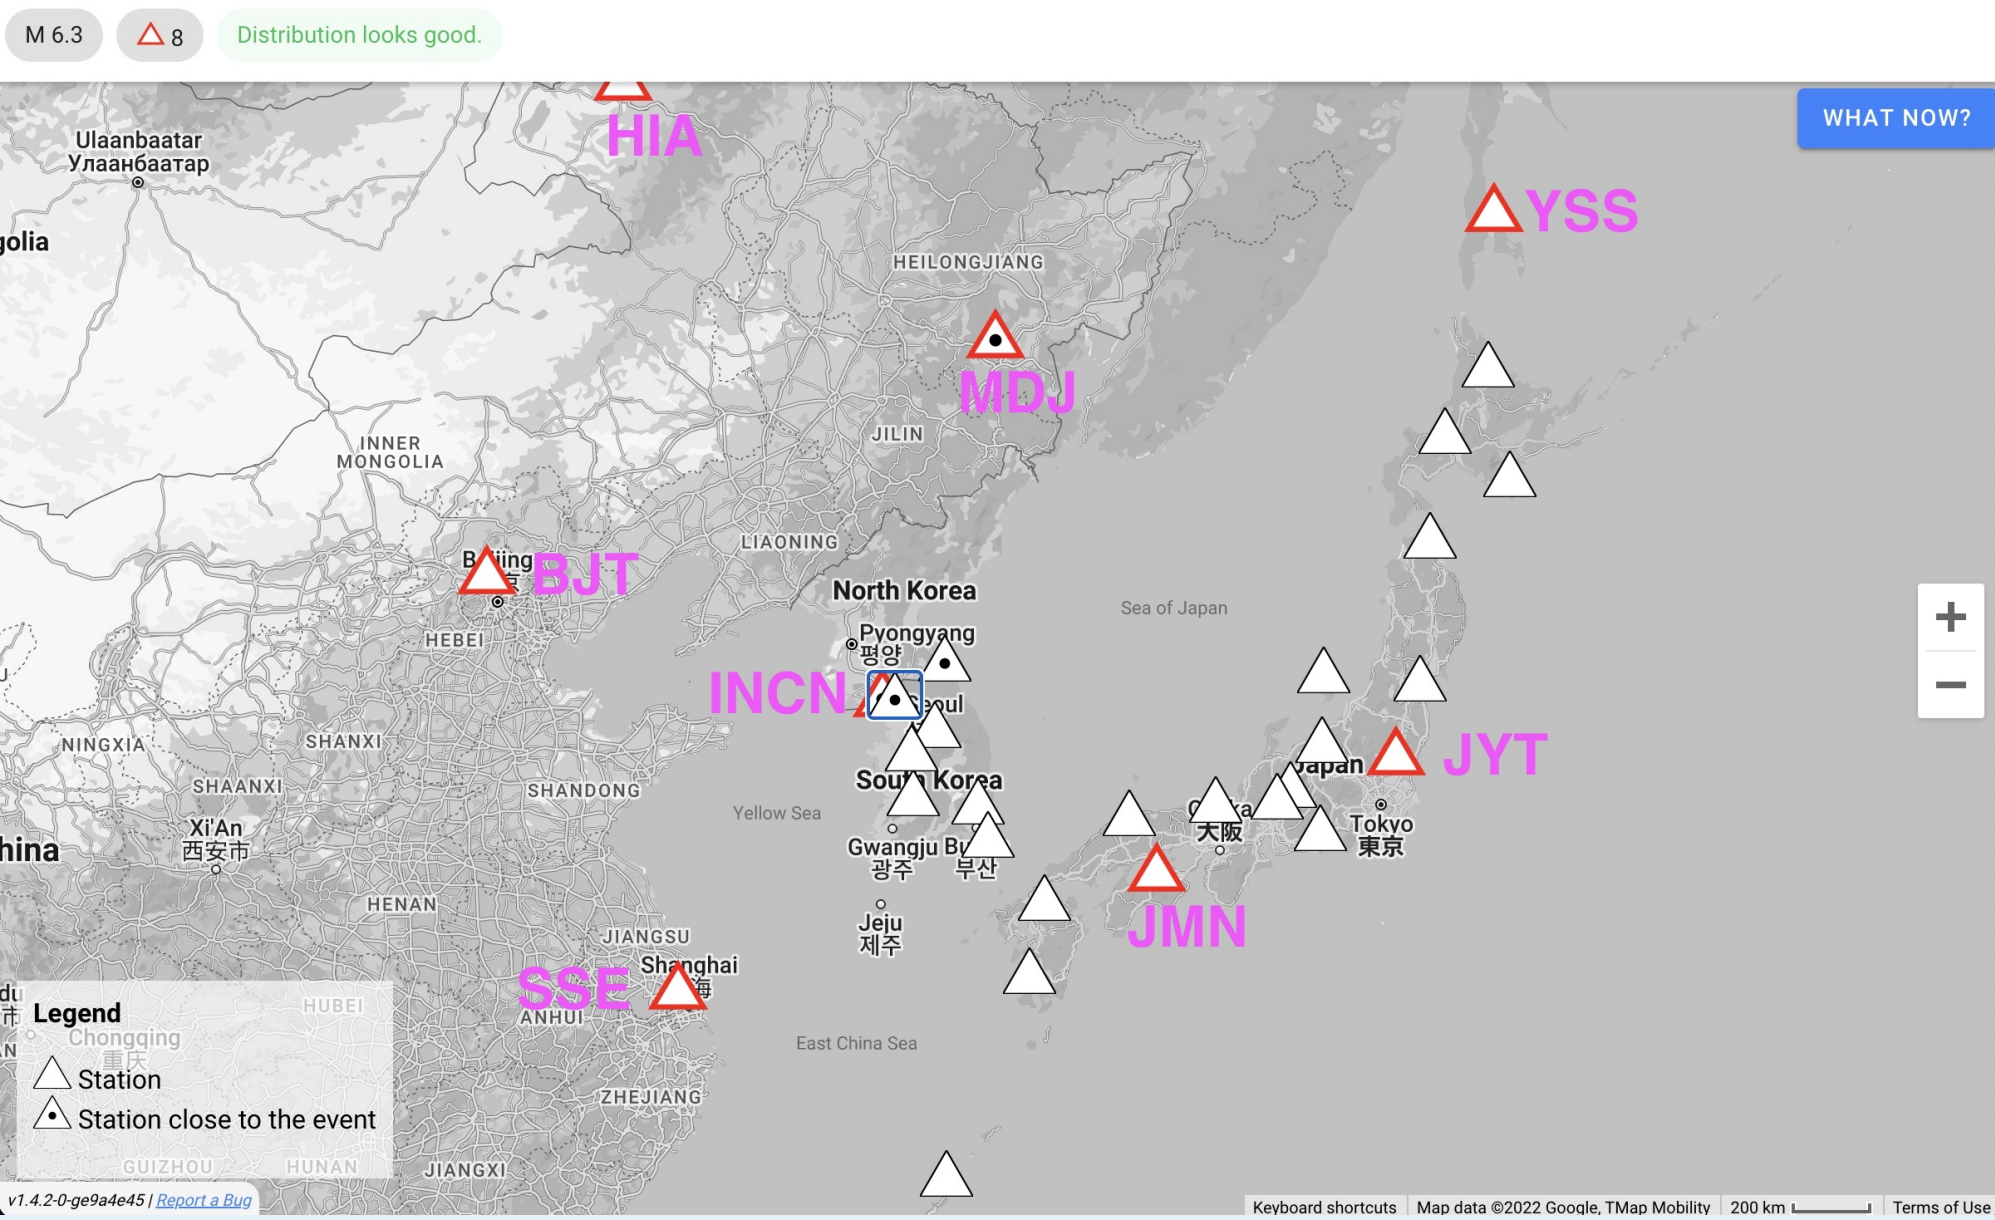 M 6.3
8
Distribution looks good.
WHAT NOW?
HIA
Ulaanbaatar
Улаанбаатар
YSS
golia
HEILONGJIANG
MDJ
JILIN
INNER
MONGOLIA
LIAONING
BJT
North Korea
Sea of Japan
HEBEI
Pyongyang
평양
INCN
NINGXIA
SHANXI
JYT
Japan
South Korea
SHAANXI
SHANDONG
Yellow Sea
Xi'An
西安市
大阪
Tokyo
東京
hina
Gwangju
광주
부산
HENAN
Jeju
제주
JMN
JIANGSU
Shanghai
海
SSE
ANHUI
HUBEI
Legend
Chongqing
重庆
East China Sea
Station
Station close to the event
ZHEJIANG
GUIZHOU
HUNAN
JIANGXI
v1.4.2-0-ge9a4e45 | Report a Bug
Keyboard shortcuts
Map data ©2022 Google, TMap Mobility
200 km
Terms of Use